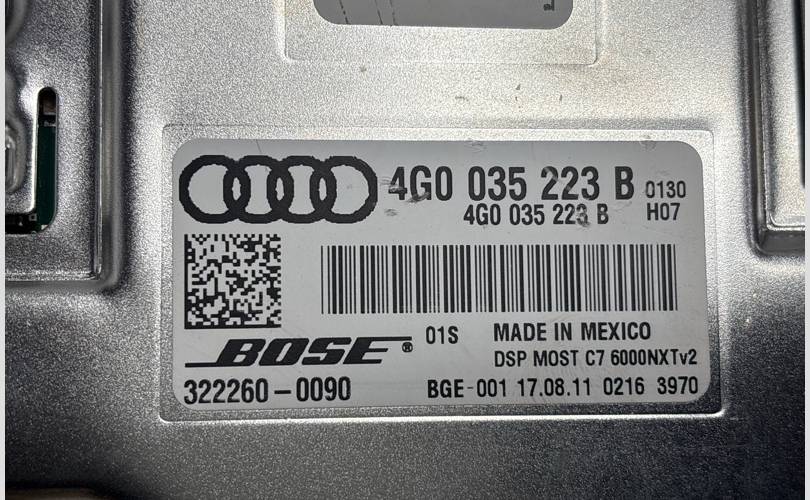 4G0 035 223 B 0130
4G0 035 223 B H07
BOSE® 01S MADE IN MEXICO
DSP MOST C7 6000NXTv2
322260-0090 BGE-001 17.08.11 0216 3970